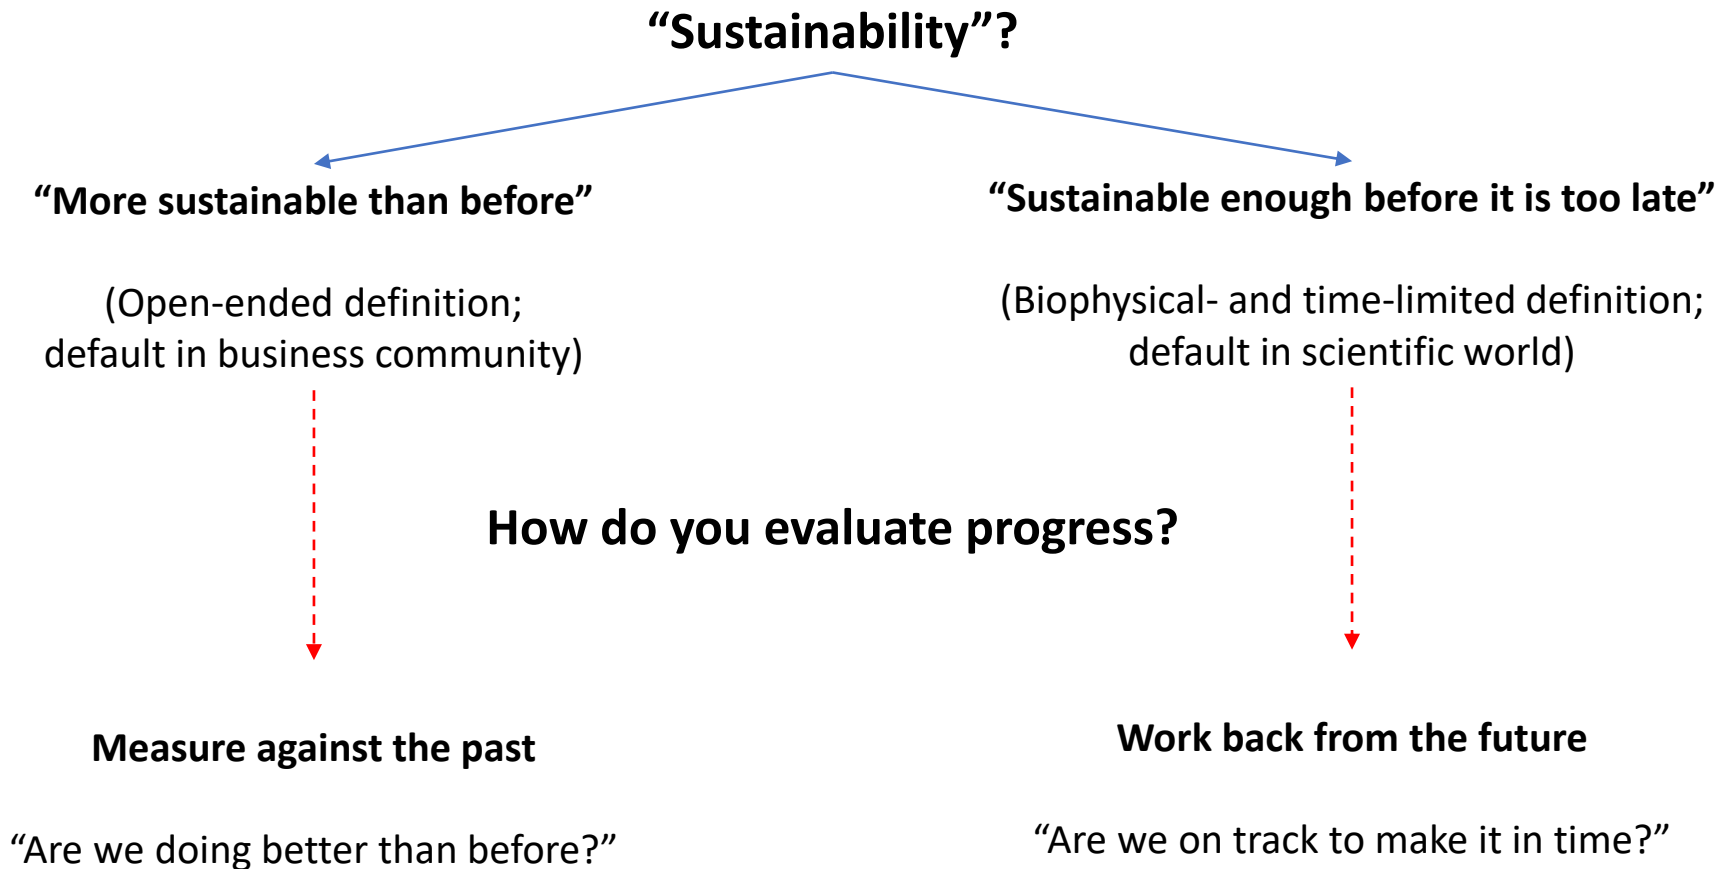 “Sustainability”?
“More sustainable than before”
(Open-ended definition;
default in business community)
“Sustainable enough before it is too late”
(Biophysical- and time-limited definition;
default in scientific world)
How do you evaluate progress?
Measure against the past
“Are we doing better than before?”
Work back from the future
“Are we on track to make it in time?”